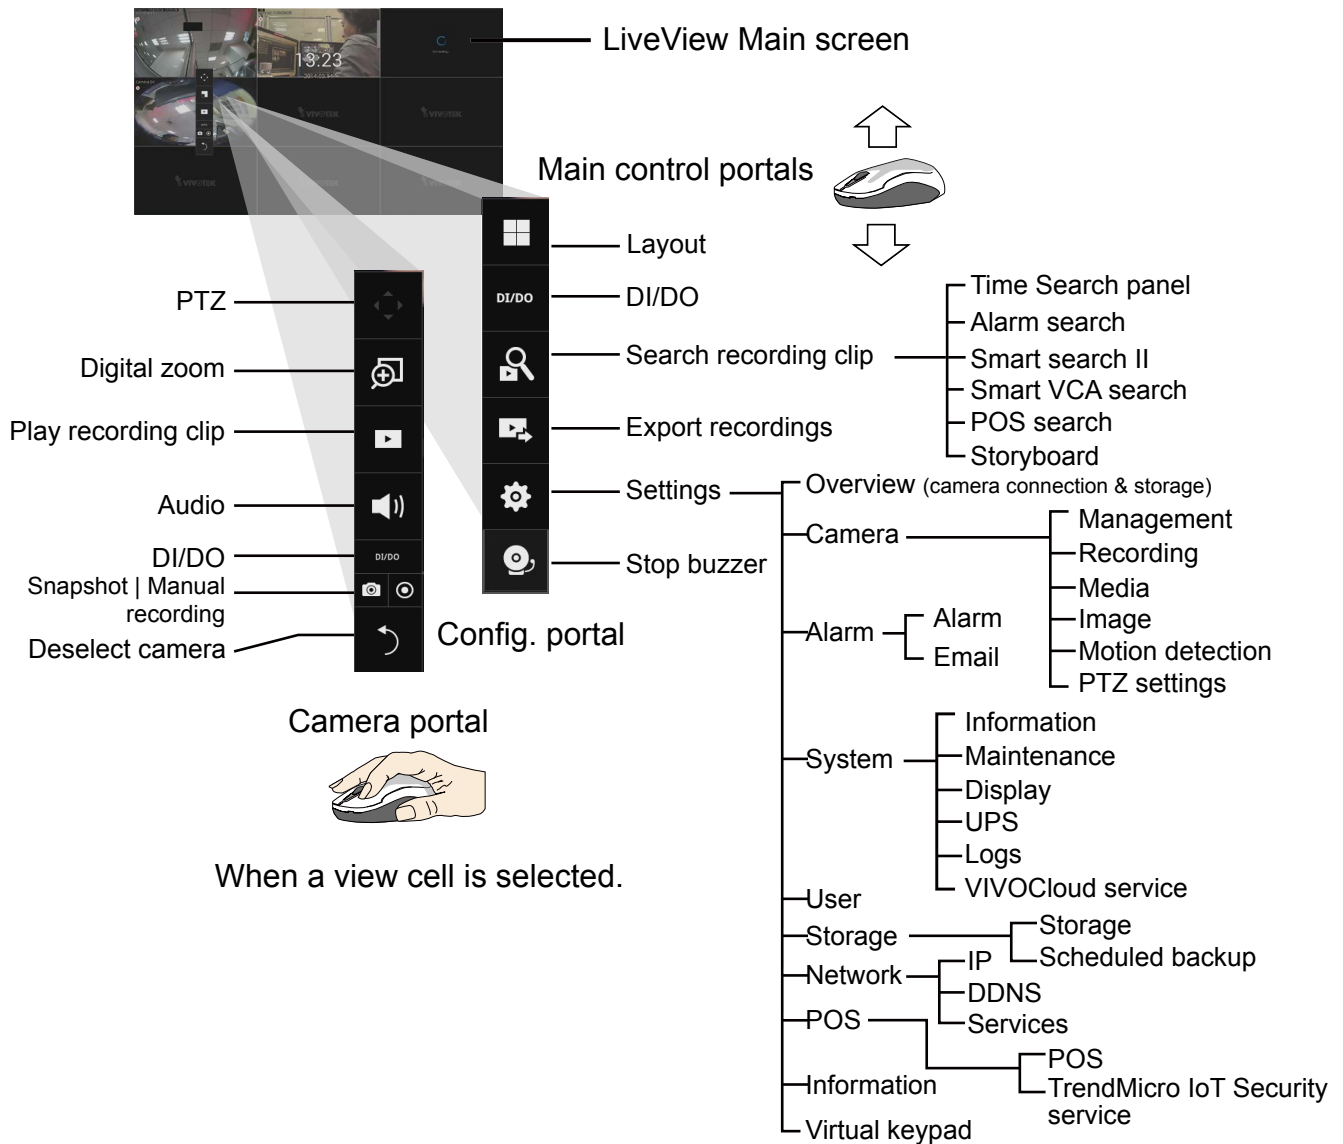 LiveView Main screen
13:23
VIVOTEK
VIVOTEK
VIVOTEK
VIVOTEK
Main control portals
Layout
DI/DO
DI/DO
Search recording clip
Time Search panel
Alarm search
Smart search II
Smart VCA search
POS search
Storyboard
Export recordings
Settings
Stop buzzer
Config. portal
PTZ
Digital zoom
Play recording clip
Audio
DI/DO
DI/DO
Snapshot | Manual
recording
Deselect camera
Camera portal
When a view cell is selected.
Overview (camera connection & storage)
Camera
Management
Recording
Media
Image
Motion detection
PTZ settings
Alarm
Alarm
Email
System
Information
Maintenance
Display
UPS
Logs
VIVOCloud service
User
Storage
Storage
Scheduled backup
Network
IP
DDNS
Services
POS
POS
TrendMicro IoT Security
service
Information
Virtual keypad